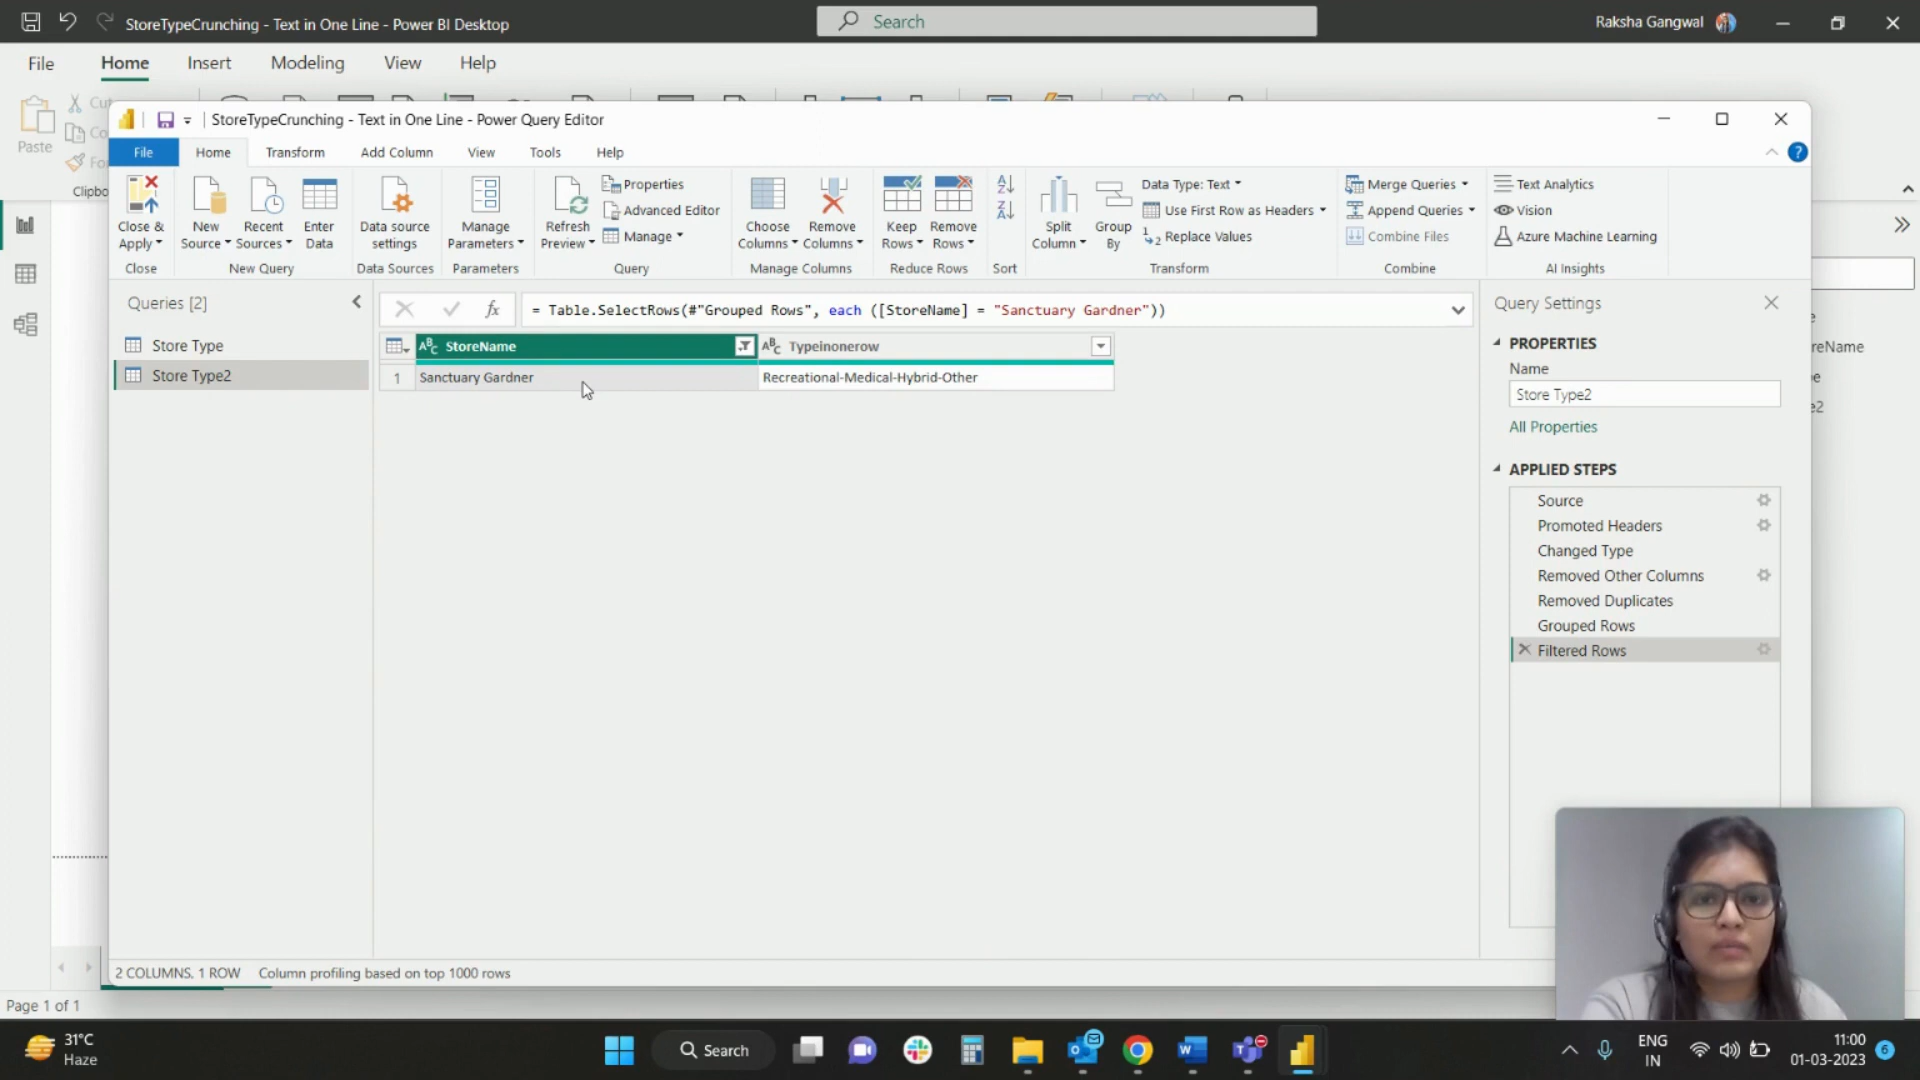 StoreTypeCrunching - Text in One Line - Power BI Desktop
Search
Raksha Gangwal
File
Home
Insert
Modeling
View
Help
Paste
StoreTypeCrunching - Text in One Line - Power Query Editor
File
Home
Transform
Add Column
View
Tools
Help
Close & Apply
New Source
Recent Sources
Enter Data
Data source settings
Manage Parameters
Refresh Preview
Properties
Advanced Editor
Manage
Choose Columns
Remove Columns
Keep Rows
Remove Rows
Split Column
Group By
Data Type: Text
Use First Row as Headers
Replace Values
Merge Queries
Append Queries
Combine Files
Text Analytics
Vision
Azure Machine Learning
Close
New Query
Data Sources
Parameters
Query
Manage Columns
Reduce Rows
Sort
Transform
Combine
AI Insights
Queries [2]
Store Type
Store Type2
= Table.SelectRows(#"Grouped Rows", each ([StoreName] = "Sanctuary Gardner"))
StoreName
Typeinonerow
1
Sanctuary Gardner
Recreational-Medical-Hybrid-Other
Query Settings
PROPERTIES
Name
Store Type2
All Properties
APPLIED STEPS
Source
Promoted Headers
Changed Type
Removed Other Columns
Removed Duplicates
Grouped Rows
Filtered Rows
2 COLUMNS, 1 ROW
Column profiling based on top 1000 rows
Page 1 of 1
31°C
Haze
Search
ENG
IN
11:00
01-03-2023
6